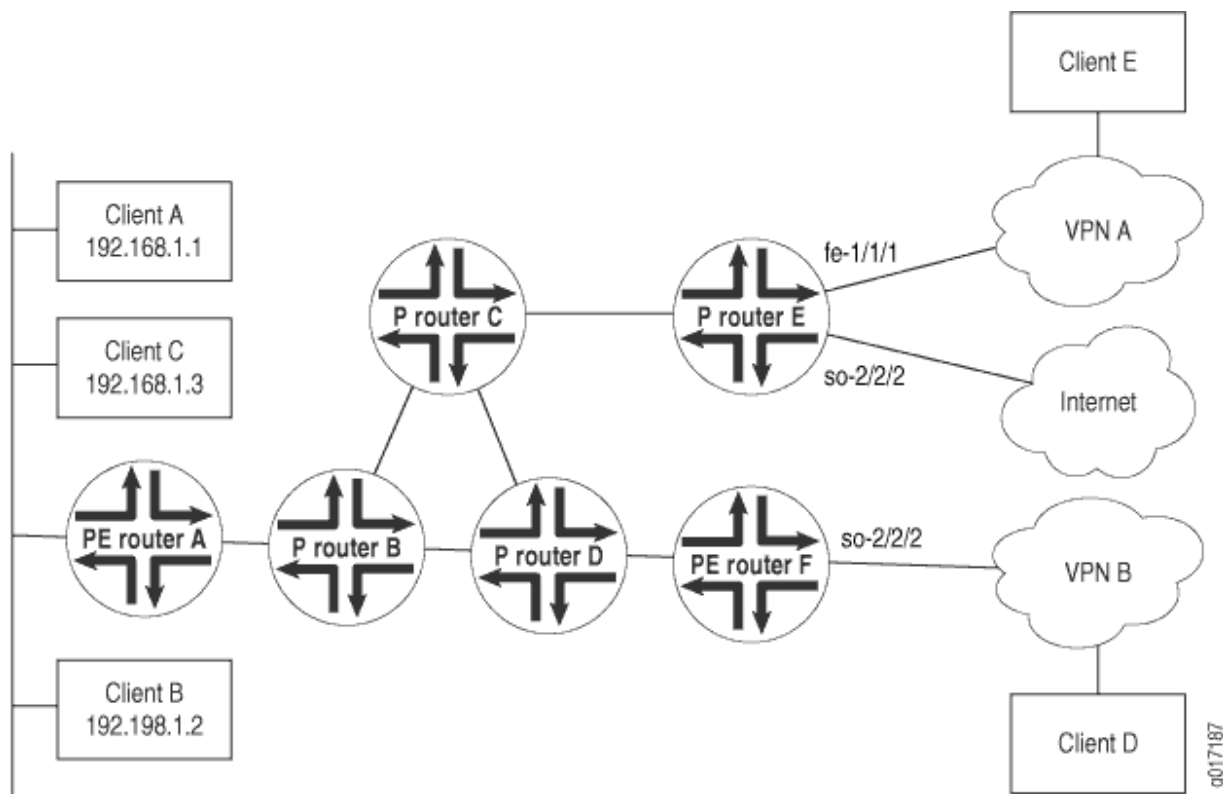 Client E
Client A
192.168.1.1
VPN A
fe-1/1/1
P router C
P router E
Client C
192.168.1.3
so-2/2/2
Internet
PE router A
P router B
P router D
PE router F
so-2/2/2
VPN B
Client B
192.198.1.2
Client D
g017187